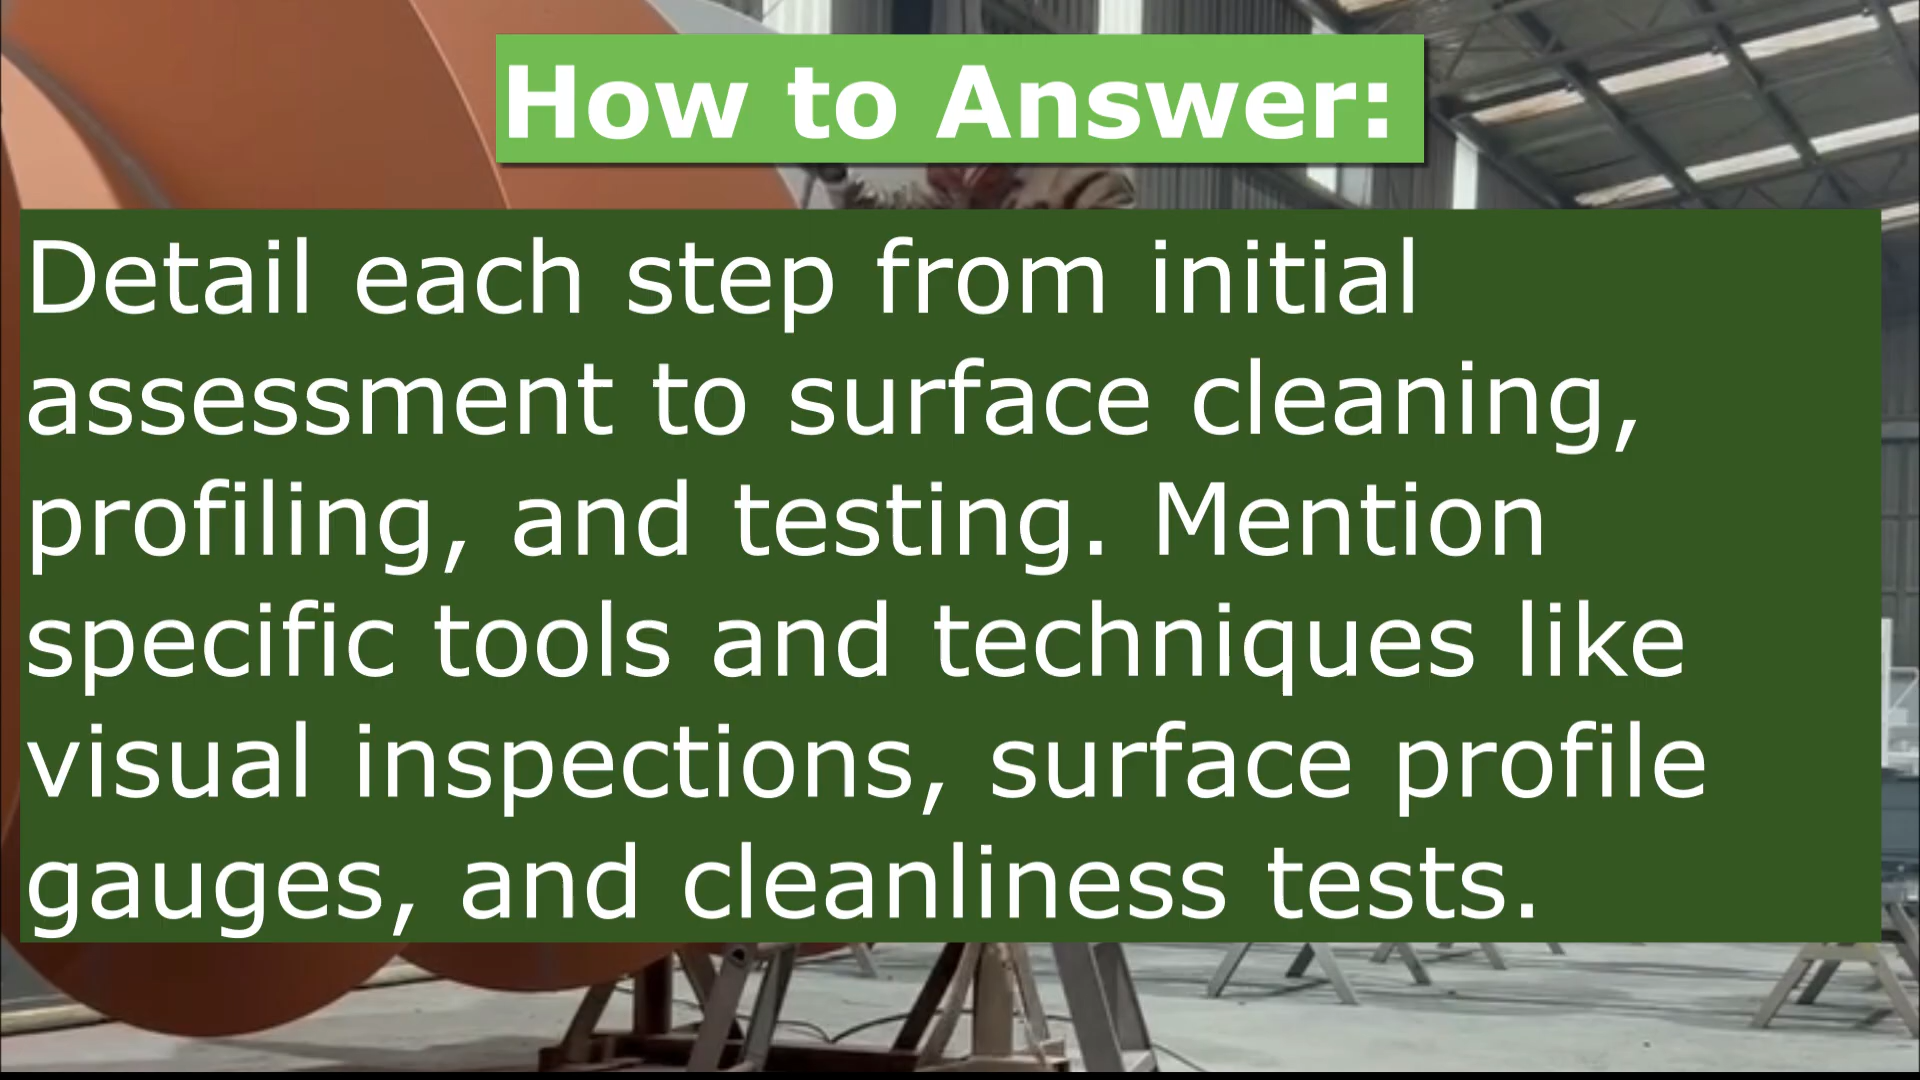 How to Answer:
Detail each step from initial
assessment to surface cleaning,
profiling, and testing. Mention
specific tools and techniques like
visual inspections, surface profile
gauges, and cleanliness tests.